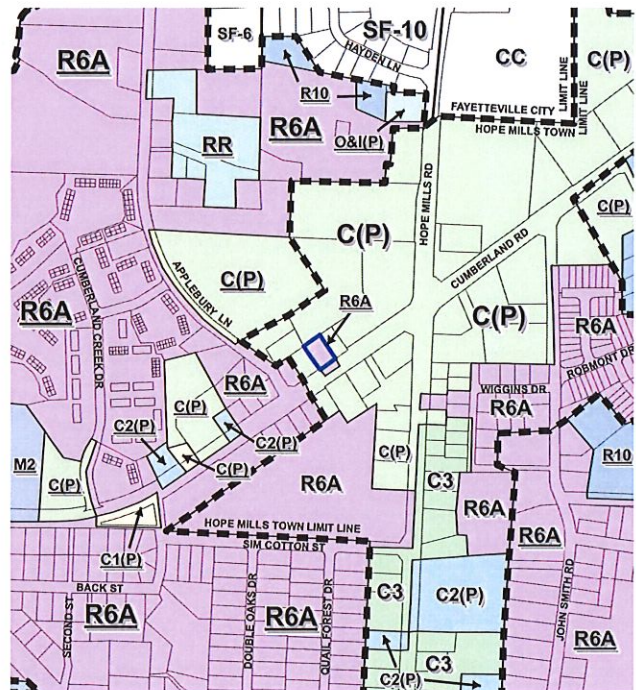 SF-6
SF-10
HAYDEN LN
CC
C(P)
R6A
R10
R6A
O&I(P)
FAYETTEVILLE CITY
LIMIT LINE
HOPE MILLS TOWN
LIMIT LINE
RR
HOPE MILLS RD
C(P)
C(P)
CUMBERLAND RD
C(P)
APPLEBURY LN
CUMBERLAND CREEK DR
R6A
R6A
C(P)
R6A
ROBMONT DR
R6A
WIGGINS DR
R6A
C(P)
C2(P)
C2(P)
C(P)
C(P)
M2
C(P)
R6A
C3
R6A
R10
R6A
C1(P)
HOPE MILLS TOWN LIMIT LINE
SIM COTTON ST
BACK ST
SECOND ST
R6A
DOUBLE OAKS DR
R6A
QUAIL FOREST DR
C3
C2(P)
JOHN SMITH RD
R6A
C2(P)
C3